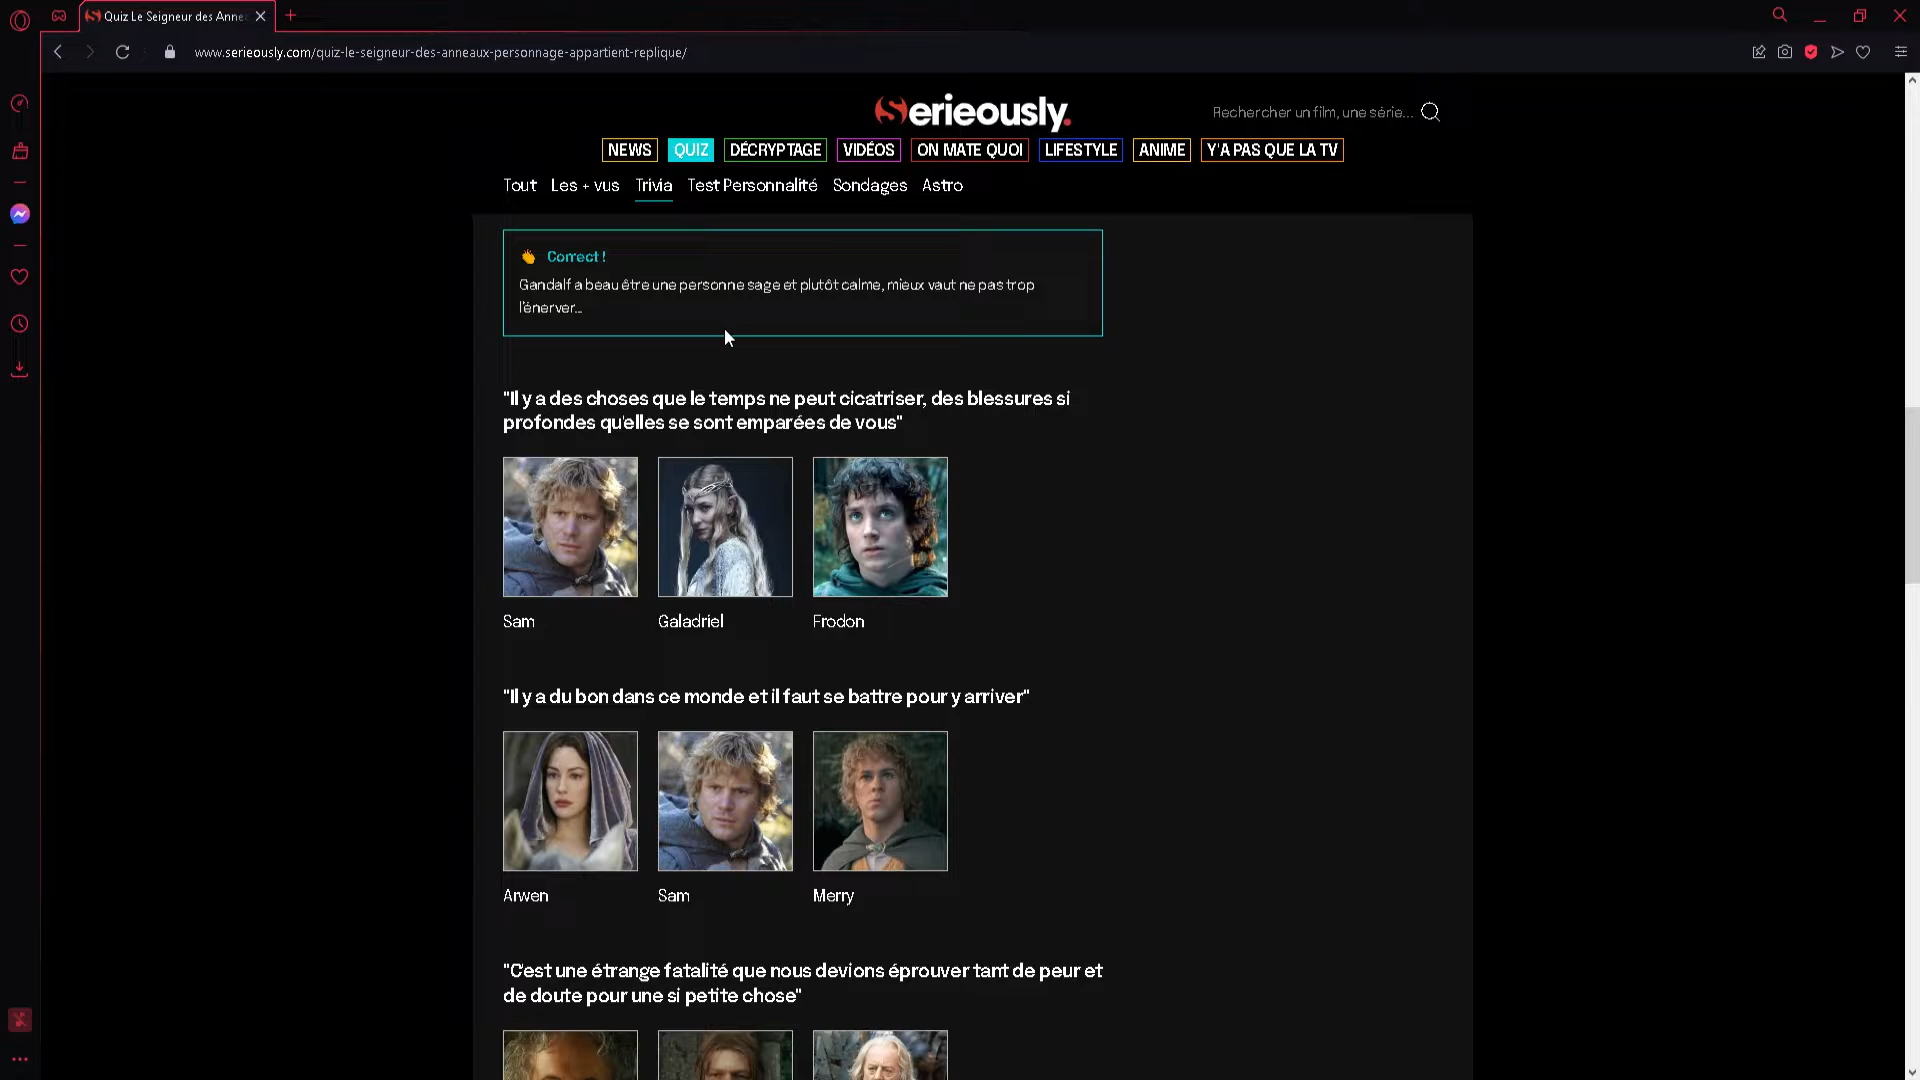 Quiz Le Seigneur des Anne
www.serieously.com/quiz-le-seigneur-des-anneaux-personnage-appartient-replique/
Serieously.
Rechercher un film, une série...
NEWS QUIZ DÉCRYPTAGE VIDÉOS ON MATE QUOI LIFESTYLE ANIME Y'A PAS QUE LA TV
Tout Les + vus Trivia Test Personnalité Sondages Astro
Correct !
Gandalf a beau être une personne sage et plutôt calme, mieux vaut ne pas trop
l'énerver...
"Il y a des choses que le temps ne peut cicatriser, des blessures si
profondes qu'elles se sont emparées de vous"
Sam Galadriel Frodon
"Il y a du bon dans ce monde et il faut se battre pour y arriver"
Arwen Sam Merry
"C'est une étrange fatalité que nous devions éprouver tant de peur et
de doute pour une si petite chose"